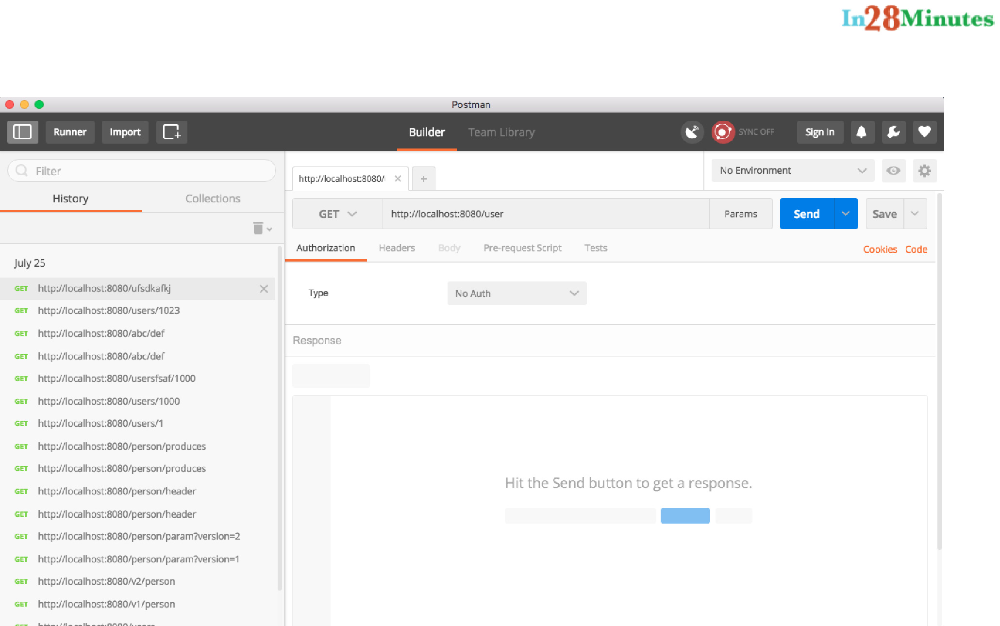 In28Minutes
Postman
Runner Import Builder Team Library SYNC OFF Sign In
Filter
History Collections
July 25
GET http://localhost:8080/ufsdkafkj
GET http://localhost:8080/users/1023
GET http://localhost:8080/abc/def
GET http://localhost:8080/abc/def
GET http://localhost:8080/usersfsaf/1000
GET http://localhost:8080/users/1000
GET http://localhost:8080/users/1
GET http://localhost:8080/person/produces
GET http://localhost:8080/person/produces
GET http://localhost:8080/person/header
GET http://localhost:8080/person/header
GET http://localhost:8080/person/param?version=2
GET http://localhost:8080/person/param?version=1
GET http://localhost:8080/v2/person
GET http://localhost:8080/v1/person
GET http://localhost:8080/users
http://localhost:8080/ +
No Environment
GET http://localhost:8080/user Params Send Save
Authorization Headers Body Pre-request Script Tests Cookies Code
Type No Auth
Response
Hit the Send button to get a response.